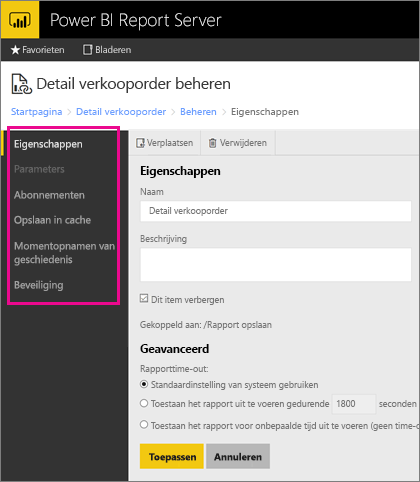 Power BI Report Server
Favorieten Bladeren
Detail verkooporder beheren
Startpagina > Detail verkooporder > Beheren > Eigenschappen
Eigenschappen
Parameters
Abonnementen
Opslaan in cache
Momentopnamen van
geschiedenis
Beveiliging
Verplaatsen Verwijderen
Eigenschappen
Naam
Detail verkooporder
Beschrijving
Dit item verbergen
Gekoppeld aan: /Rapport opslaan
Geavanceerd
Rapporttime-out:
Standaardinstelling van systeem gebruiken
Toestaan het rapport uit te voeren gedurende 1800 seconden
Toestaan het rapport voor onbepaalde tijd uit te voeren (geen time-o
Toepassen Annuleren